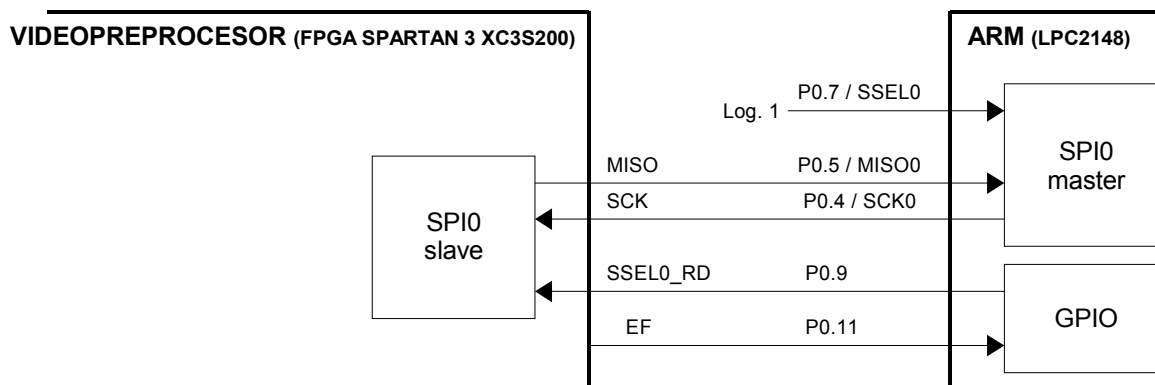 VIDEOPREPROCESOR (FPGA SPARTAN 3 XC3S200)
ARM (LPC2148)
P0.7 / SSEL0
Log. 1
SPI0
master
MISO
P0.5 / MISO0
SCK
P0.4 / SCK0
SPI0
slave
SSEL0_RD
P0.9
GPIO
EF
P0.11